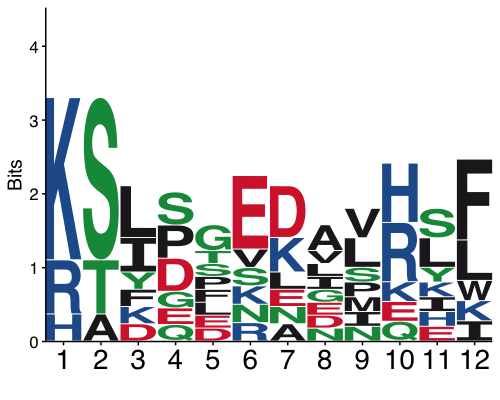 Bits
4
3
2
1
0
K R H
S T A
L I Y F K D
S P D G E Q
G T S P F L E D
E V S K N R
D K L E N A
A V L I G E D N
V L S P M I N
H R K E Q
S L Y K I H E
F L W K I
1 2 3 4 5 6 7 8 9 10 11 12